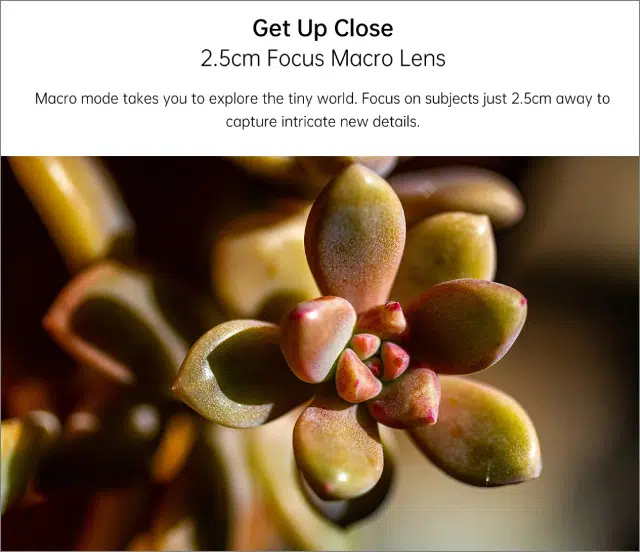 Get Up Close
2.5cm Focus Macro Lens
Macro mode takes you to explore the tiny world. Focus on subjects just 2.5cm away to
capture intricate new details.